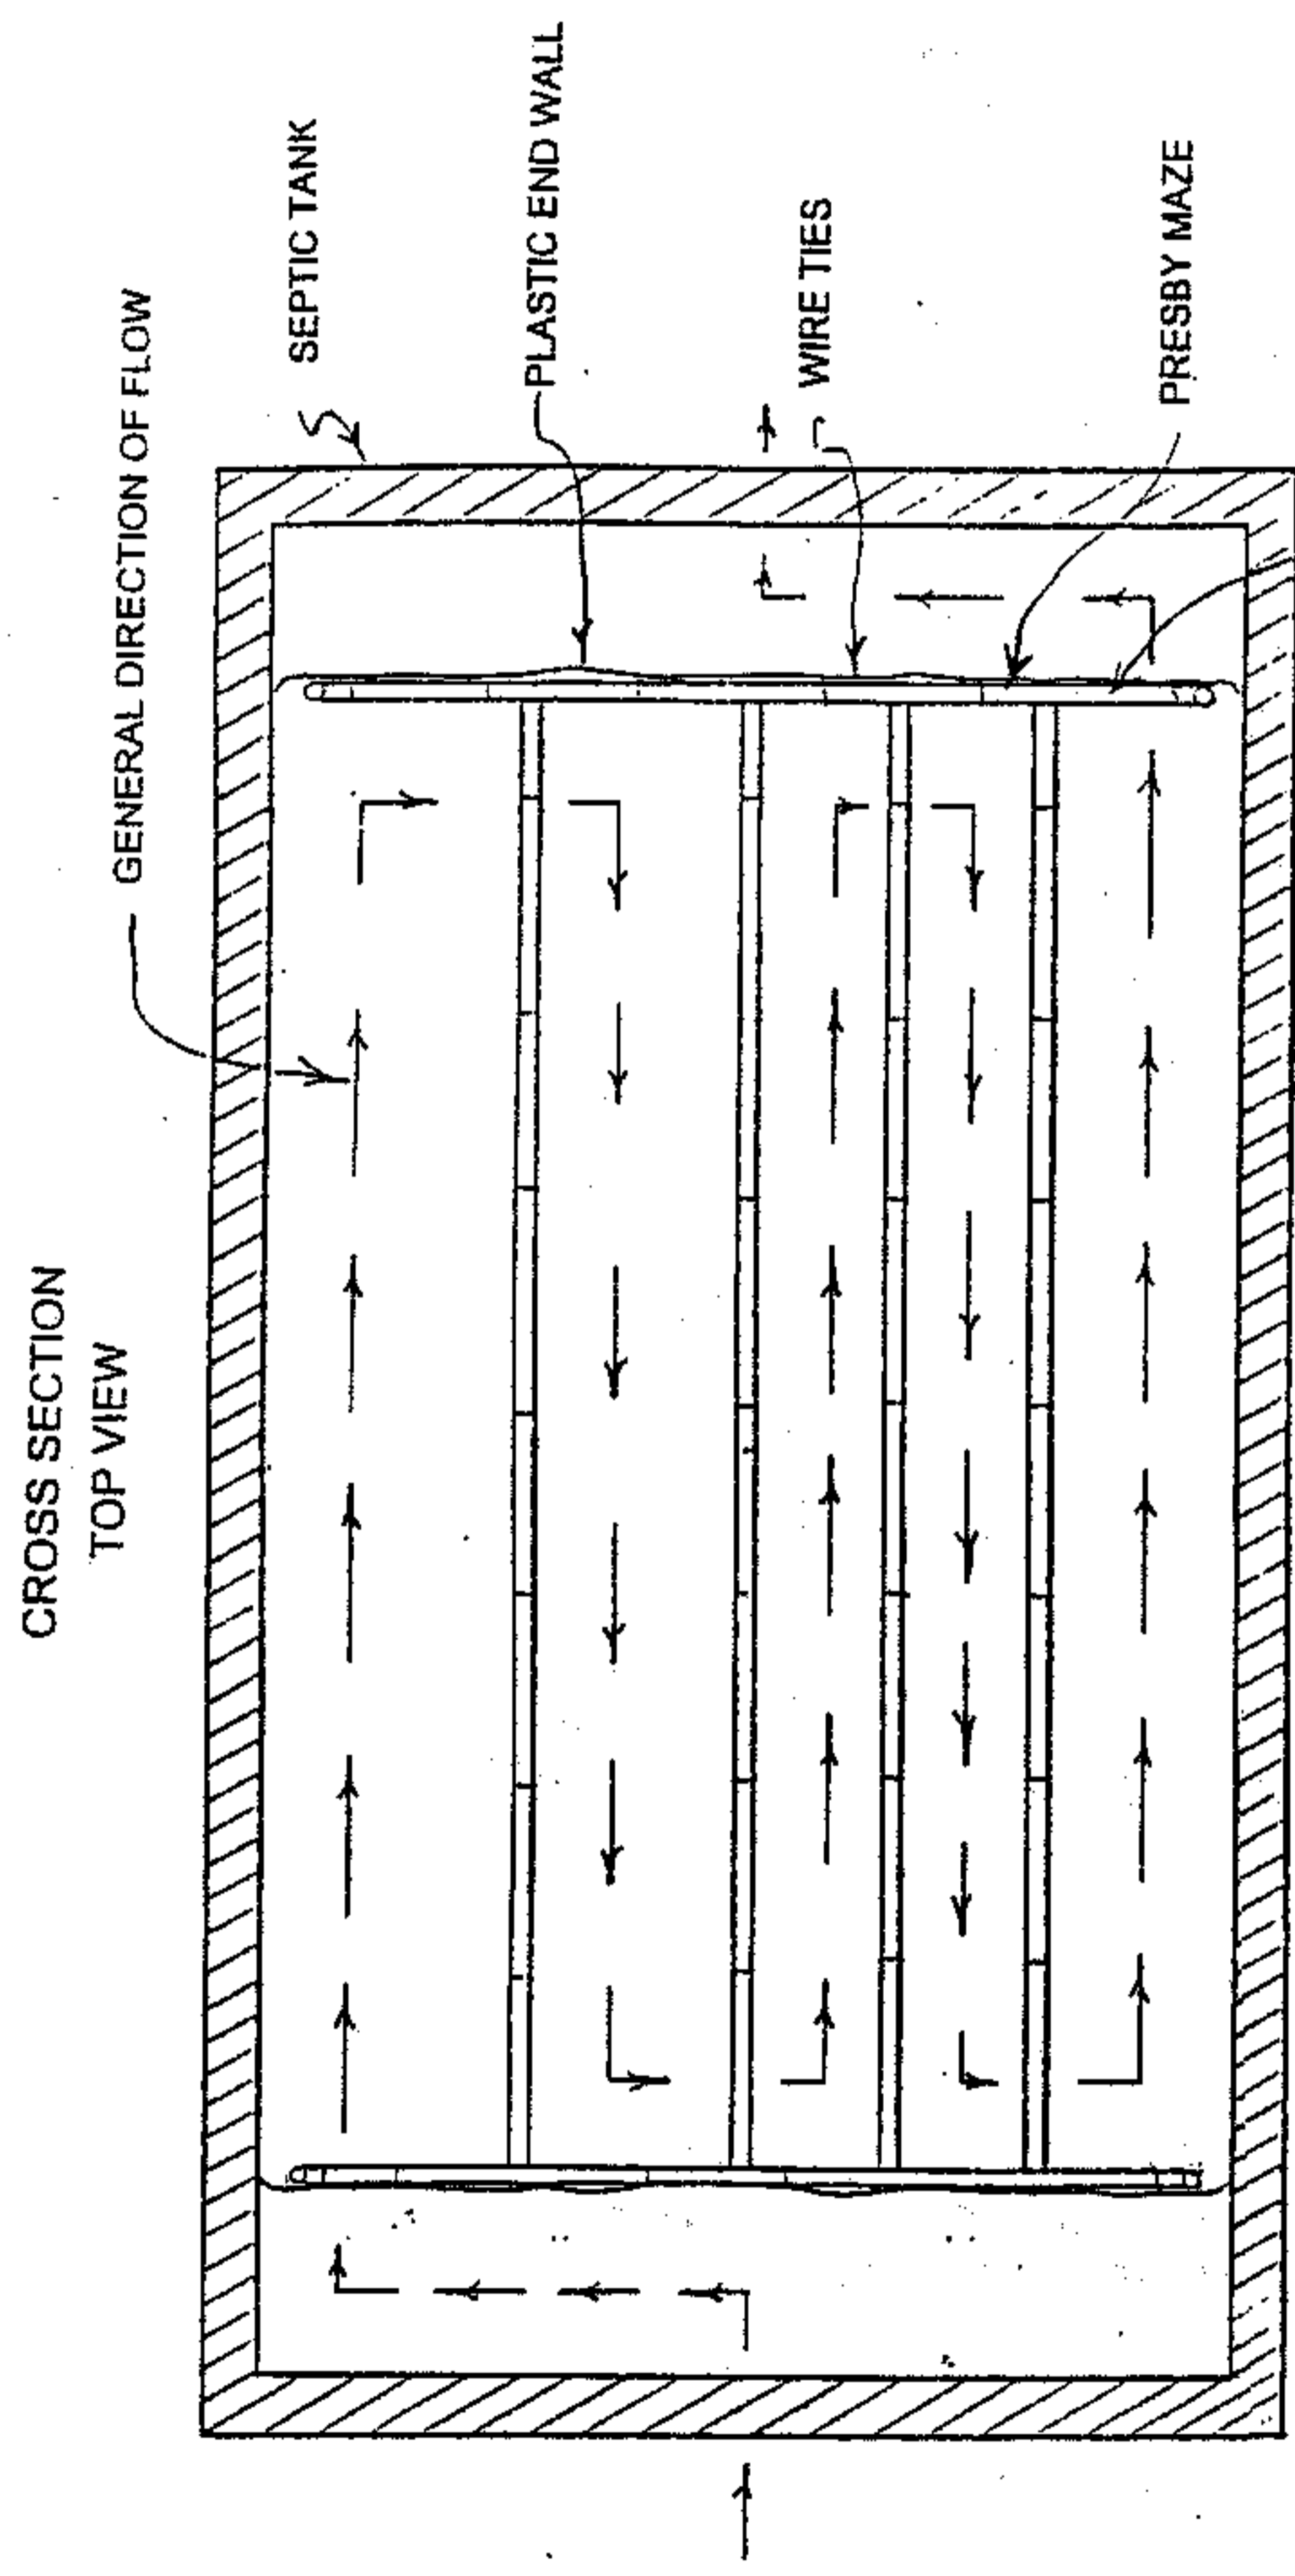 CROSS SECTION
TOP VIEW
GENERAL DIRECTION OF FLOW
SEPTIC TANK
PLASTIC END WALL
WIRE TIES
PRESBY MAZE